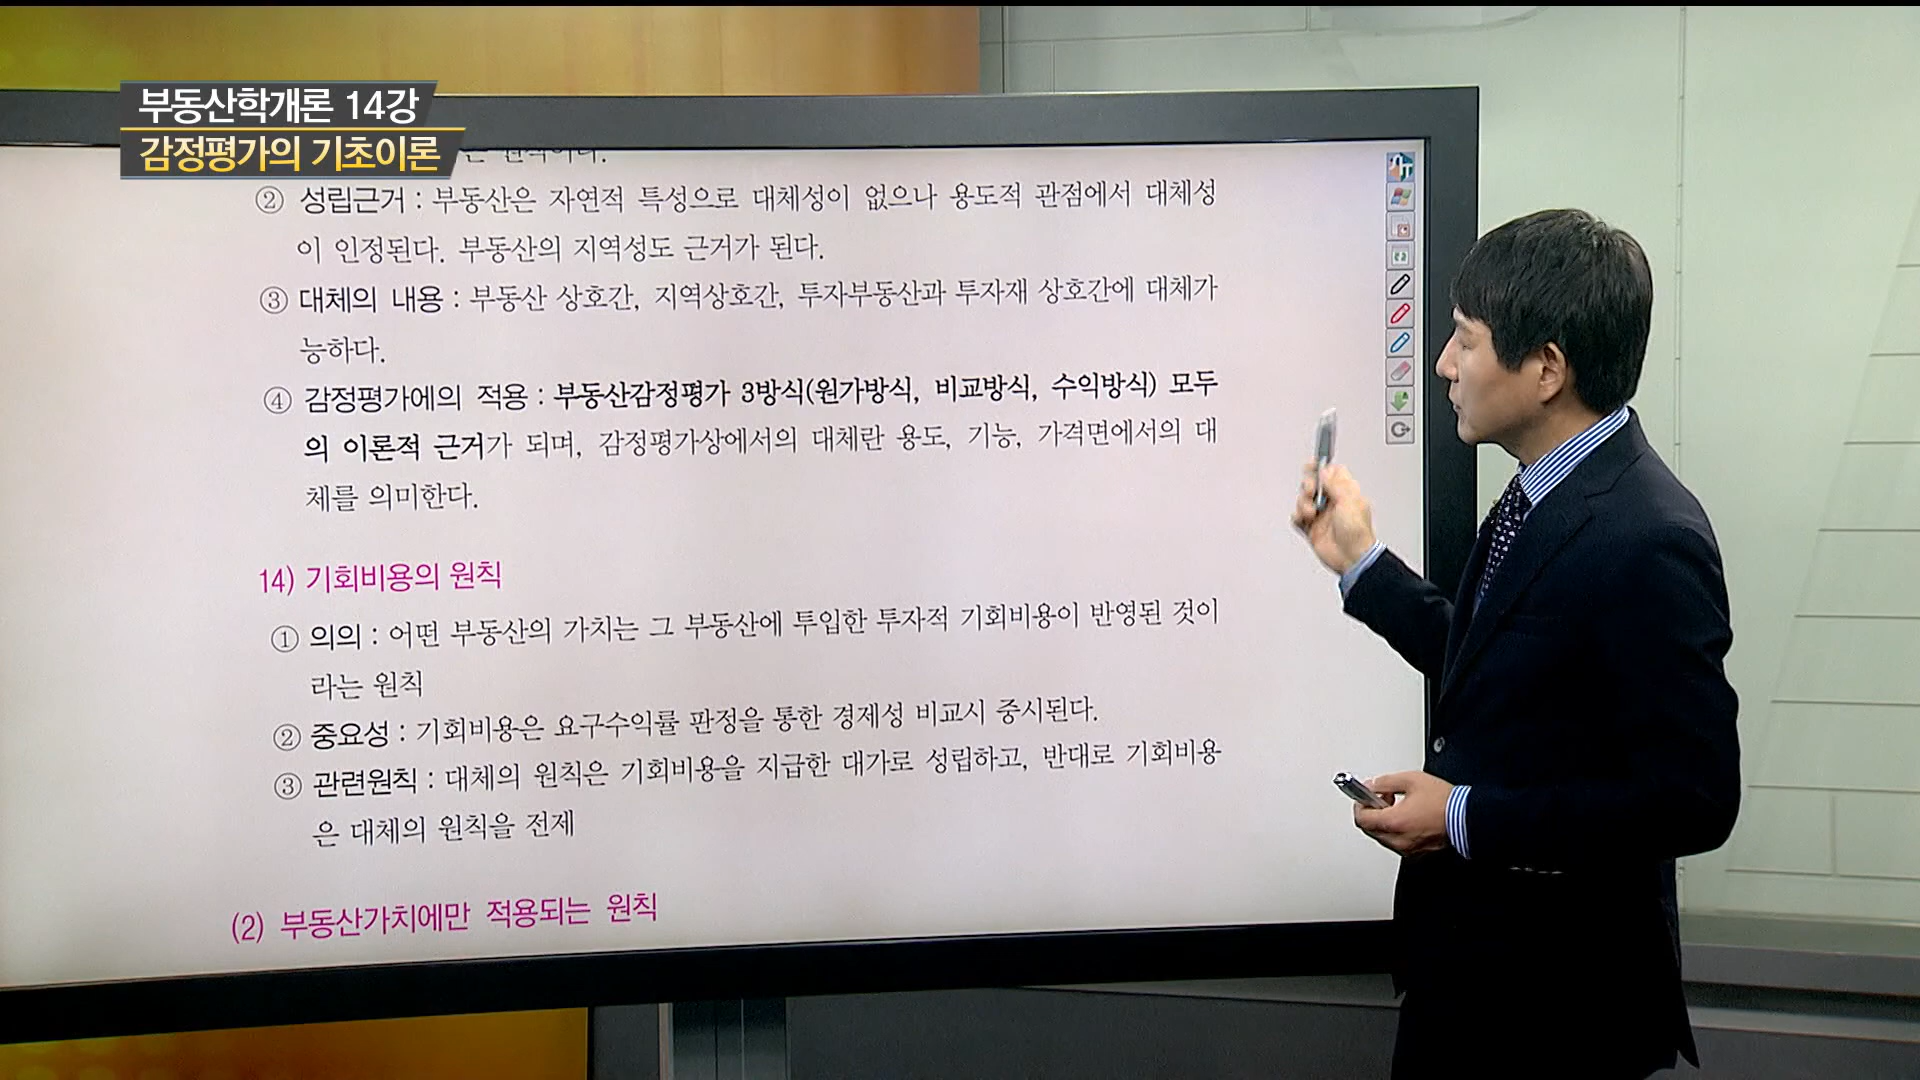 부동산학개론 14강
감정평가의 기초이론
② 성립근거 : 부동산은 자연적 특성으로 대체성이 없으나 용도적 관점에서 대체성
이 인정된다. 부동산의 지역성도 근거가 된다.
③ 대체의 내용 : 부동산 상호간, 지역상호간, 투자부동산과 투자재 상호간에 대체가
능하다.
④ 감정평가에의 적용 : 부동산감정평가 3방식(원가방식, 비교방식, 수익방식) 모두
의 이론적 근거가 되며, 감정평가상에서의 대체란 용도, 기능, 가격면에서의 대
체를 의미한다.
14) 기회비용의 원칙
① 의의 : 어떤 부동산의 가치는 그 부동산에 투입한 투자적 기회비용이 반영된 것이
라는 원칙
② 중요성 : 기회비용은 요구수익률 판정을 통한 경제성 비교시 중시된다.
③ 관련원칙 : 대체의 원칙은 기회비용을 지급한 대가로 성립하고, 반대로 기회비용
은 대체의 원칙을 전제
(2) 부동산가치에만 적용되는 원칙